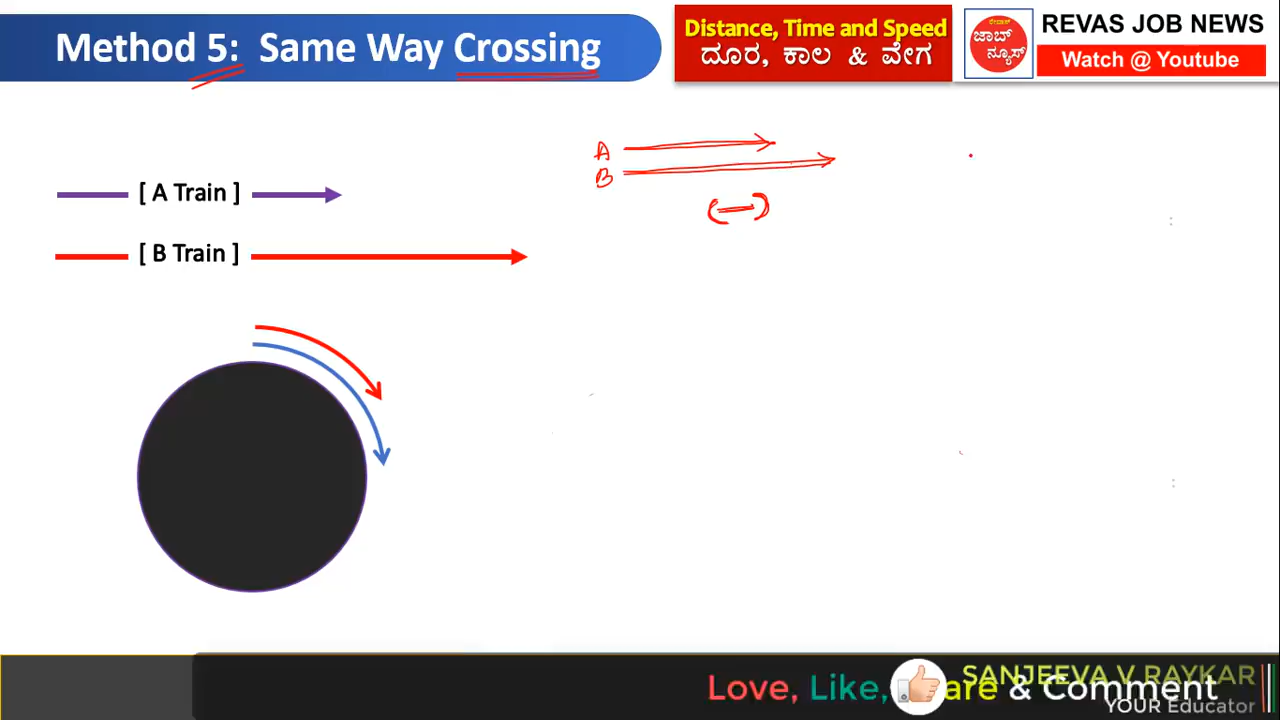 Method 5: Same Way Crossing
Distance, Time and Speed
ದೂರ, ಕಾಲ & ವೇಗ
ರೇವಾಸ್
ಜಾಬ್
ನ್ಯೂಸ್
REVAS JOB NEWS
Watch @ Youtube
A
B
(—)
[ A Train ]
[ B Train ]
Love, Like, are & Comment
SANJEEVA V RAYKAR
YOUR Educator